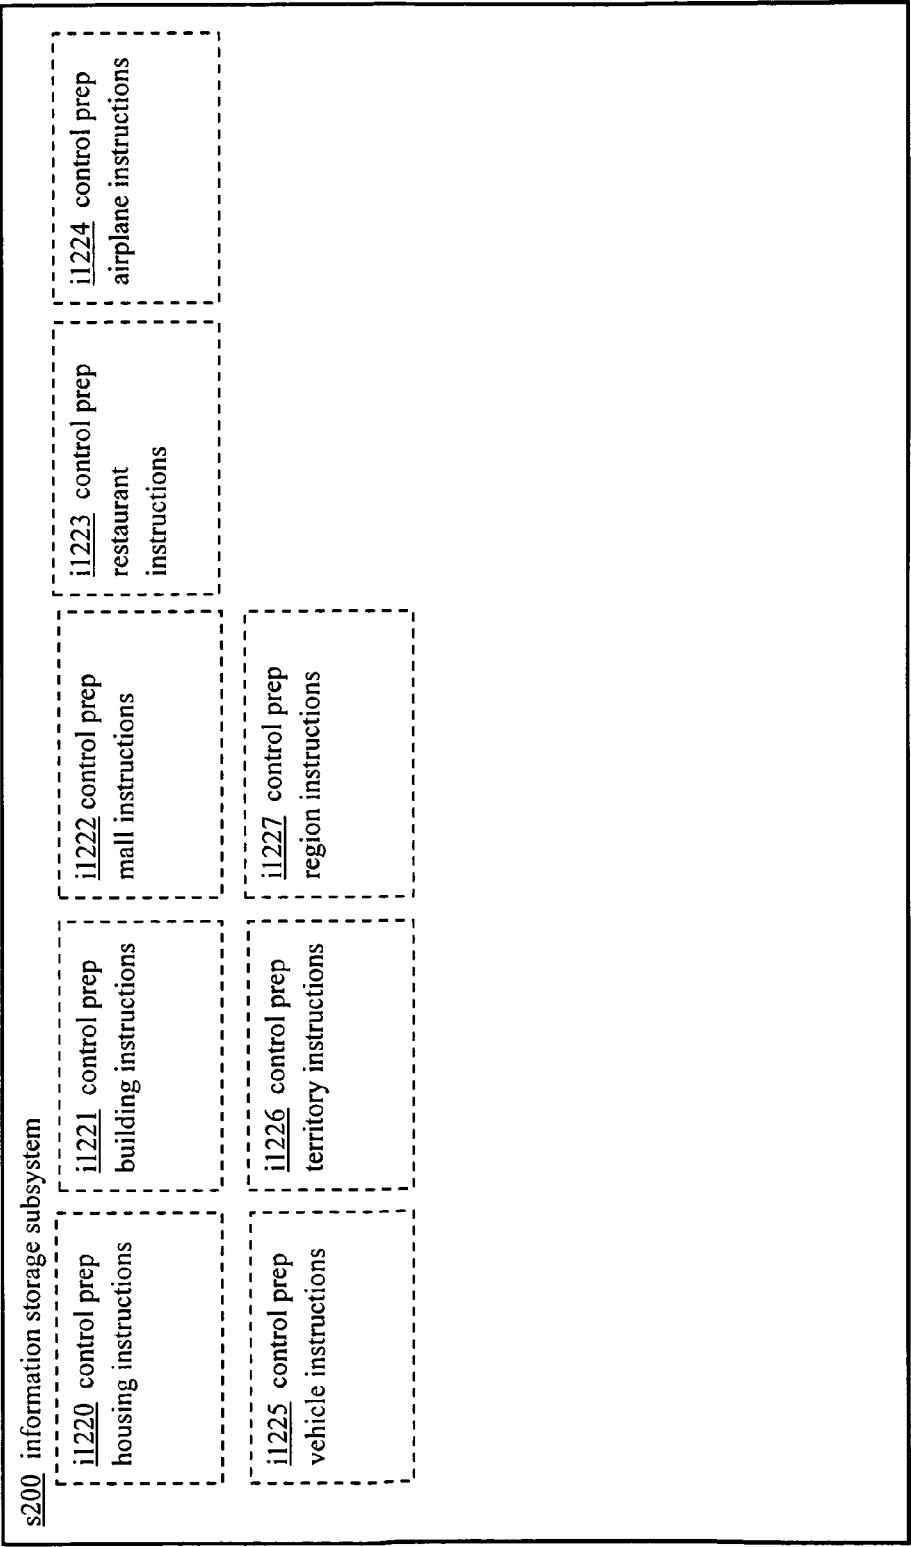 s200 information storage subsystem
i1220 control prep
housing instructions
i1221 control prep
building instructions
i1222 control prep
mall instructions
i1223 control prep
restaurant
instructions
i1224 control prep
airplane instructions
i1225 control prep
vehicle instructions
i1226 control prep
territory instructions
i1227 control prep
region instructions